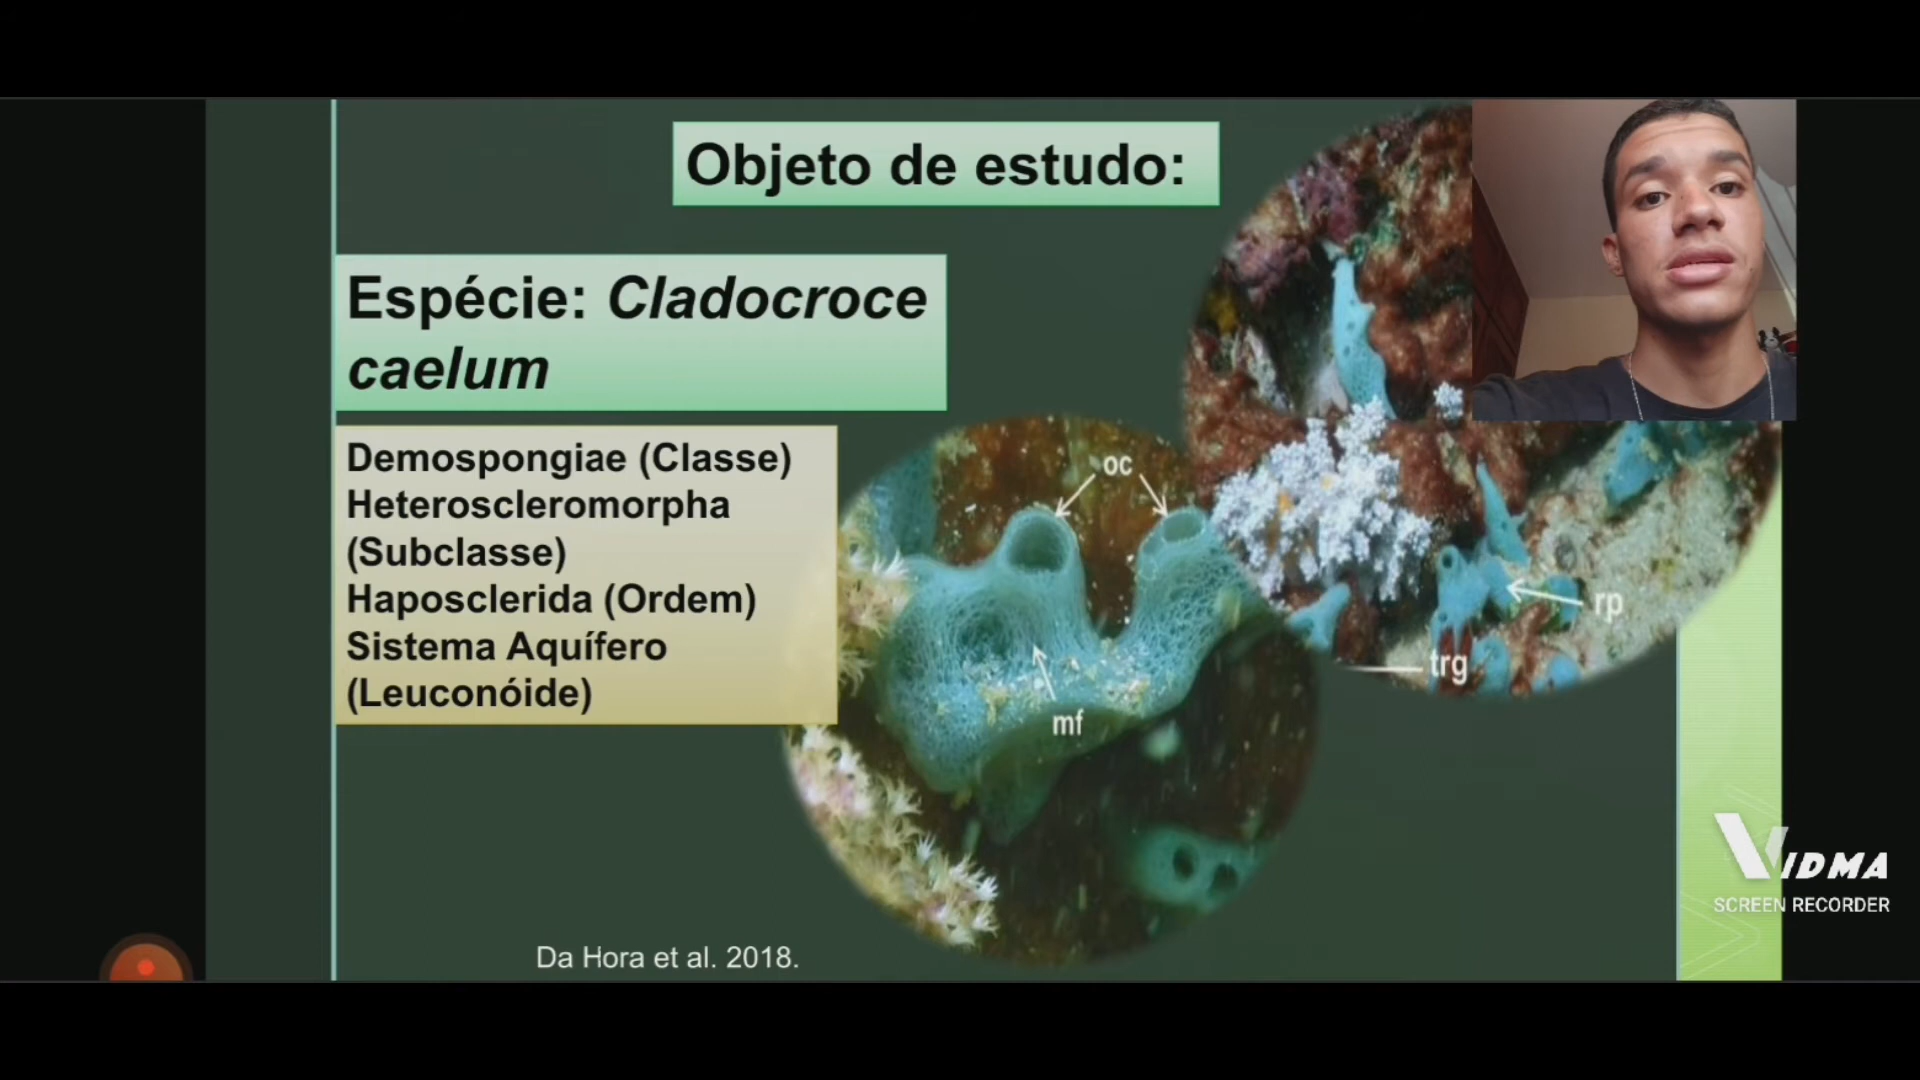 Objeto de estudo:
Espécie: Cladocroce
caelum
Demospongiae (Classe)
Heteroscleromorpha
(Subclasse)
Haposclerida (Ordem)
Sistema Aquífero
(Leuconóide)
oc
mf
rp
trg
Da Hora et al. 2018.
VIDMA
SCREEN RECORDER